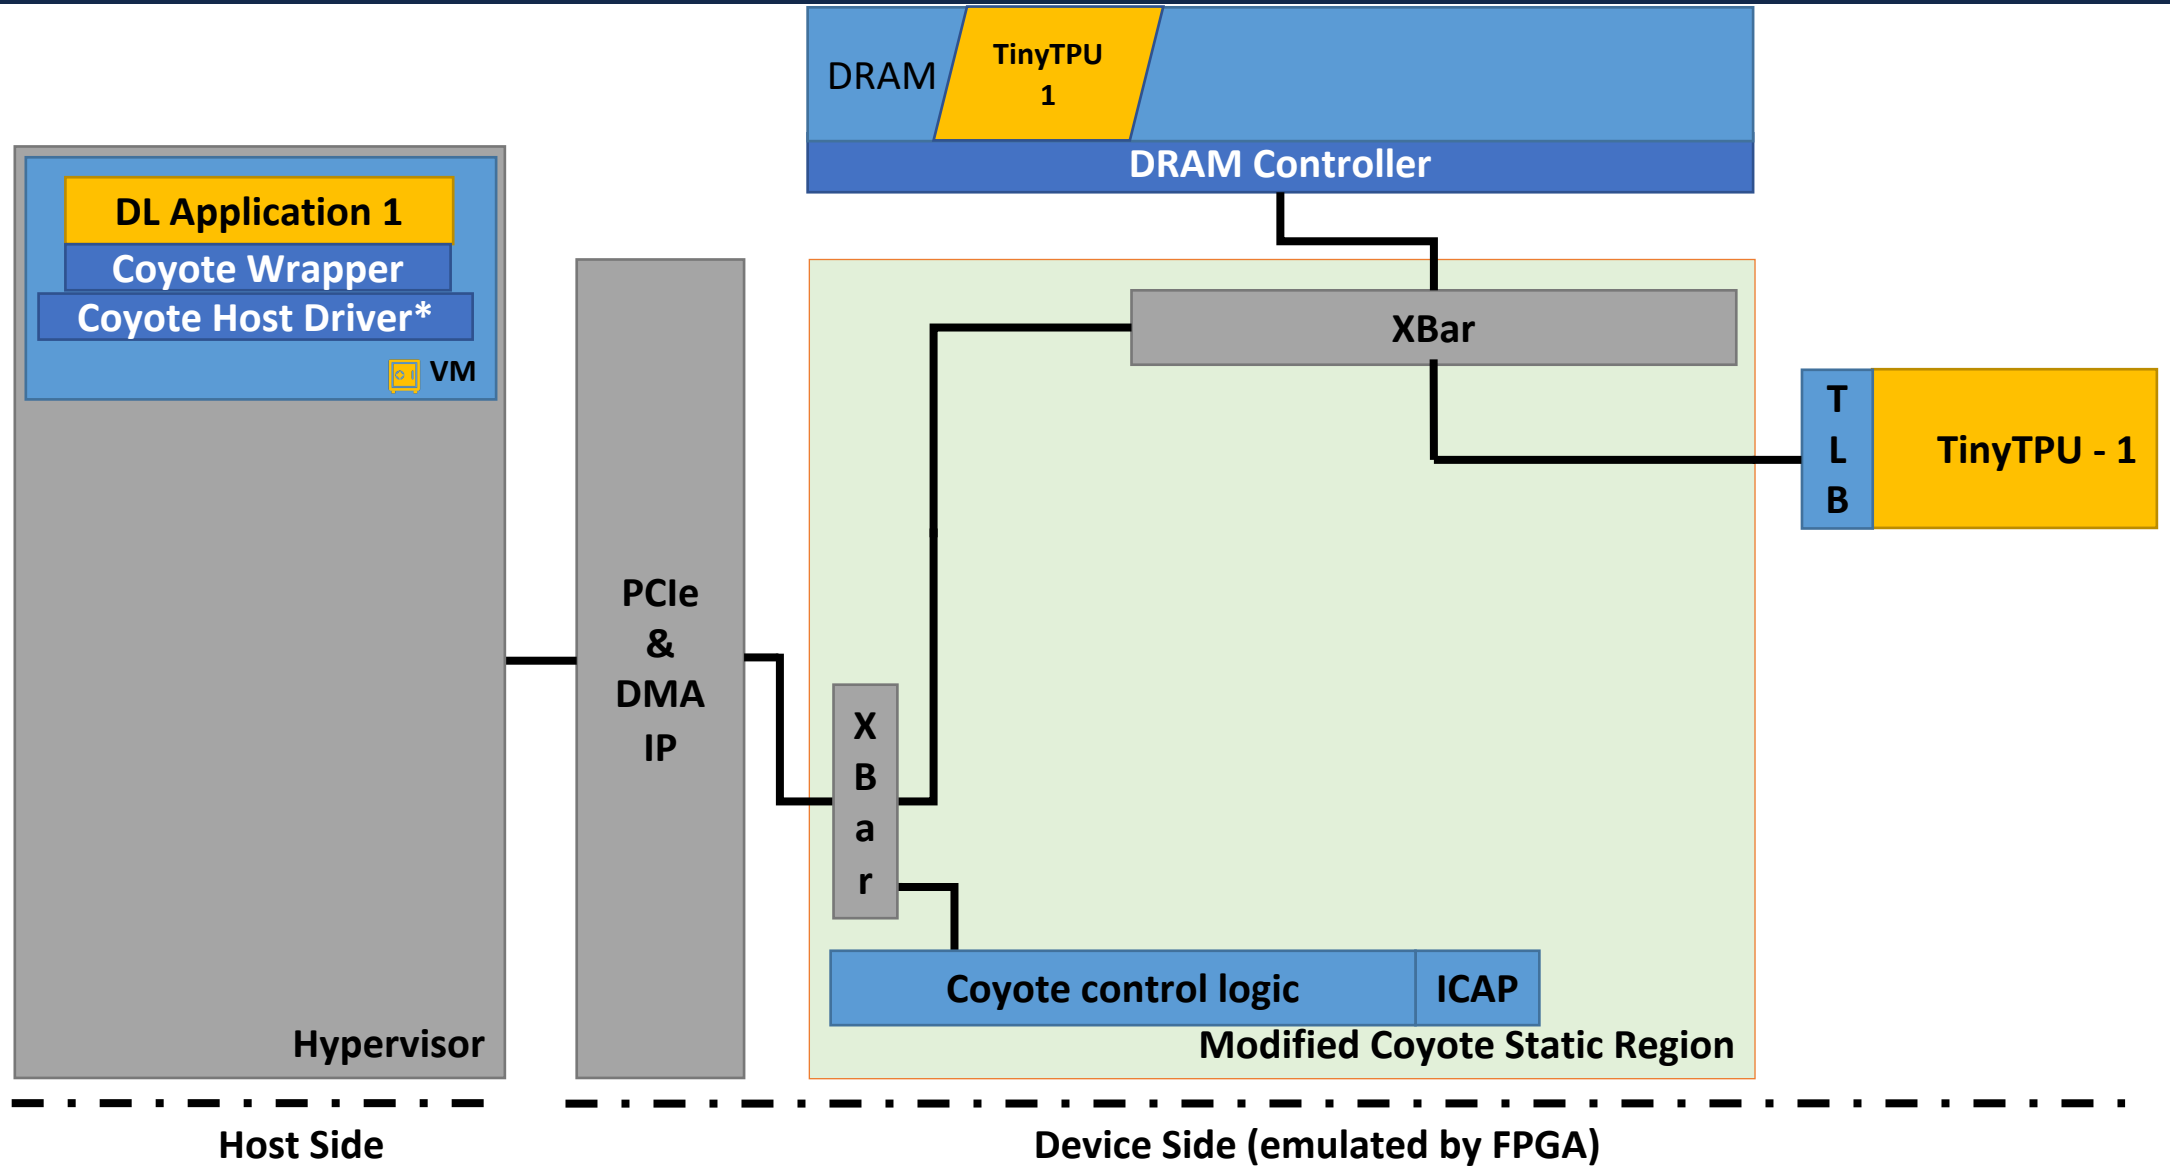 DRAM
TinyTPU
1
DRAM Controller
DL Application 1
Coyote Wrapper
Coyote Host Driver*
VM
Hypervisor
PCIe
&
DMA
IP
XBar
X
B
a
r
T
L
B
TinyTPU - 1
Coyote control logic
ICAP
Modified Coyote Static Region
Host Side
Device Side (emulated by FPGA)